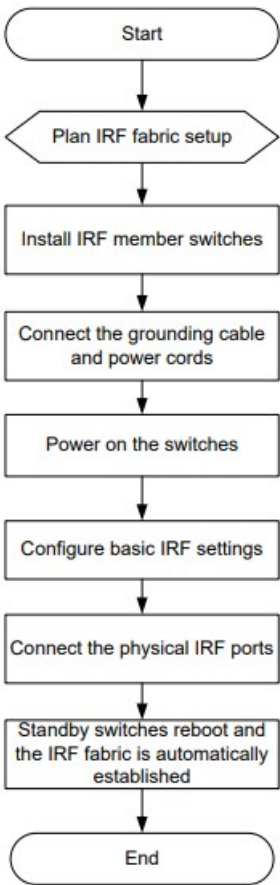 Start
Plan IRF fabric setup
Install IRF member switches
Connect the grounding cable
and power cords
Power on the switches
Configure basic IRF settings
Connect the physical IRF ports
Standby switches reboot and
the IRF fabric is automatically
established
End